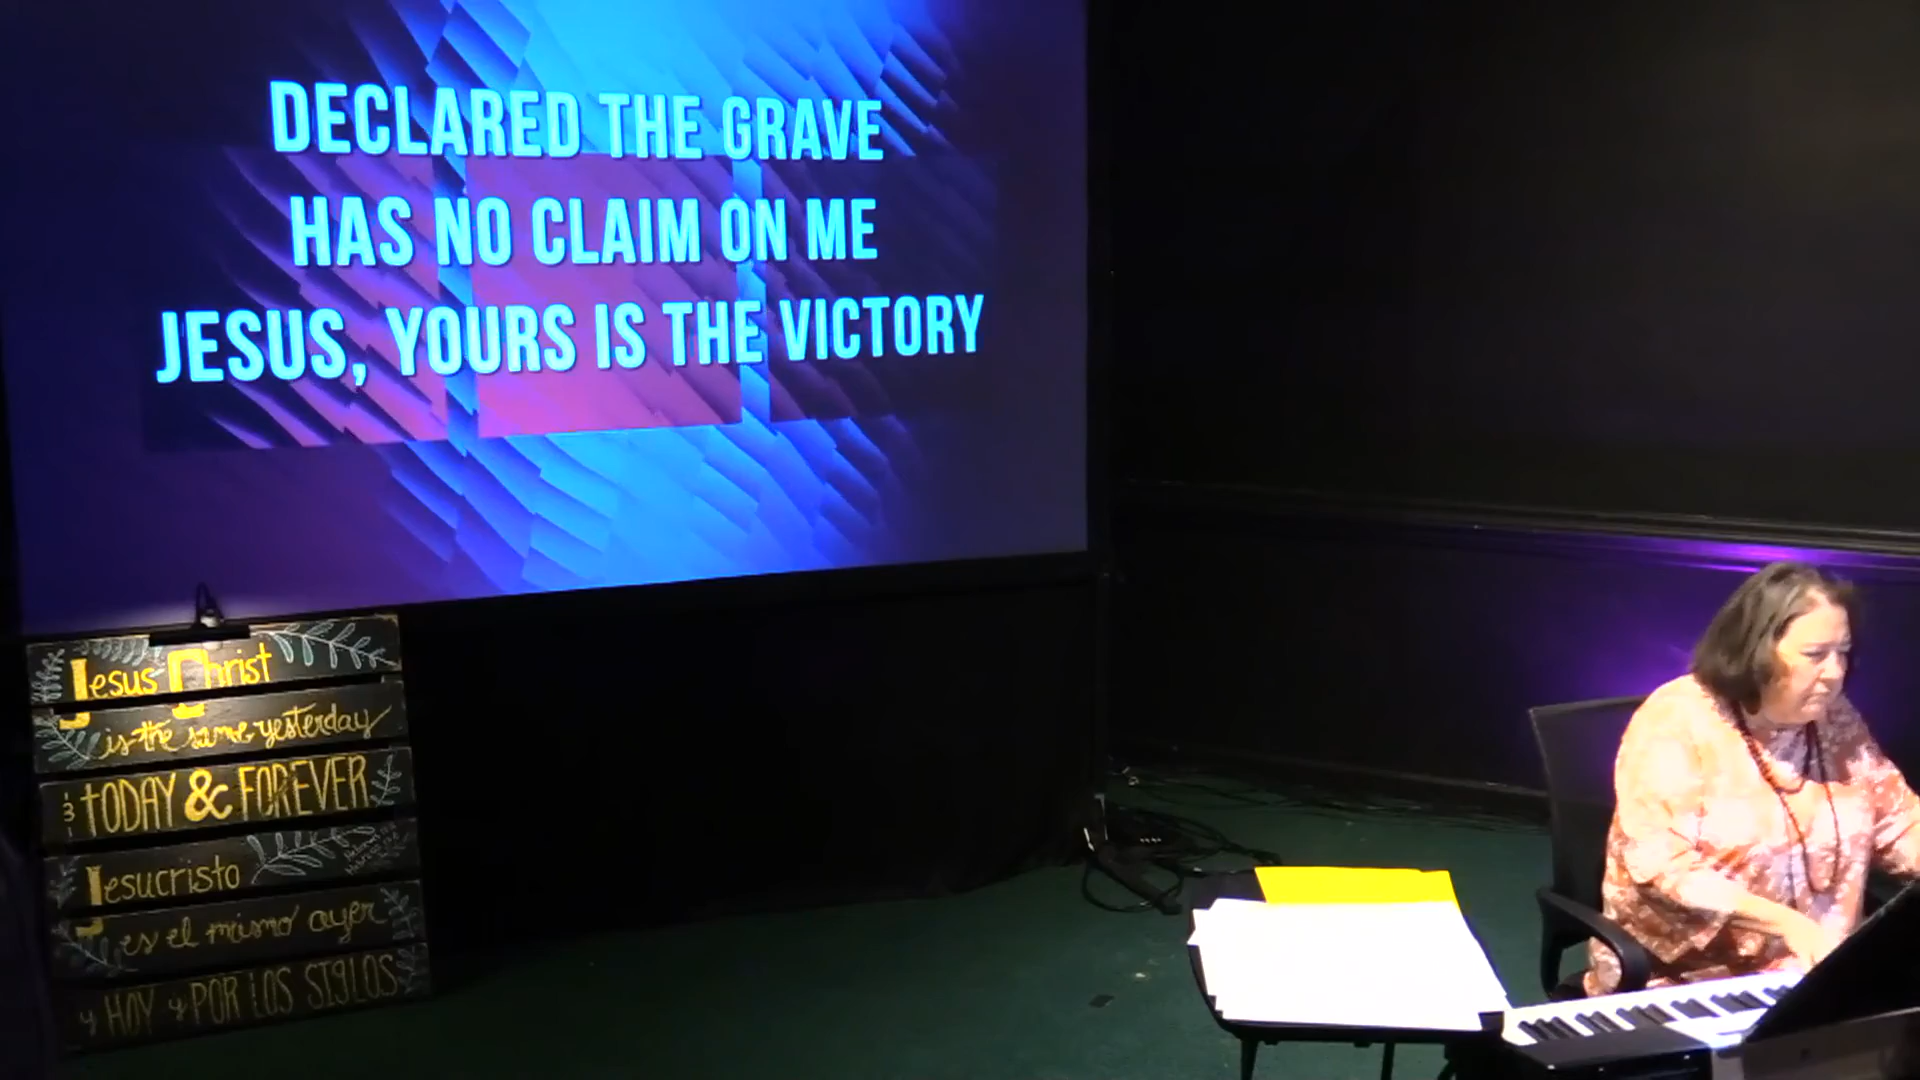 DECLARED THE GRAVE
HAS NO CLAIM ON ME
JESUS, YOURS IS THE VICTORY
Jesus Christ
is the same yesterday
TODAY & FOREVER
Jesucristo
es el mismo ayer
y HOY y POR LOS SIGLOS